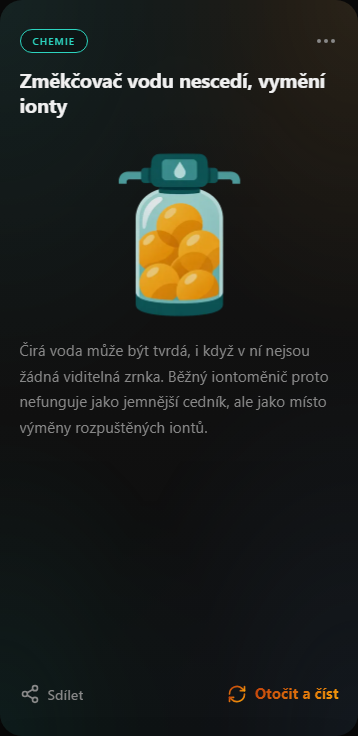 CHEMIE
Změkčovač vodu nescedí, vymění
ionty
Čirá voda může být tvrdá, i když v ní nejsou
žádná viditelná zrnka. Běžný iontoměnič proto
nefunguje jako jemnější cedník, ale jako místo
výměny rozpuštěných iontů.
Sdílet
Otočit a číst